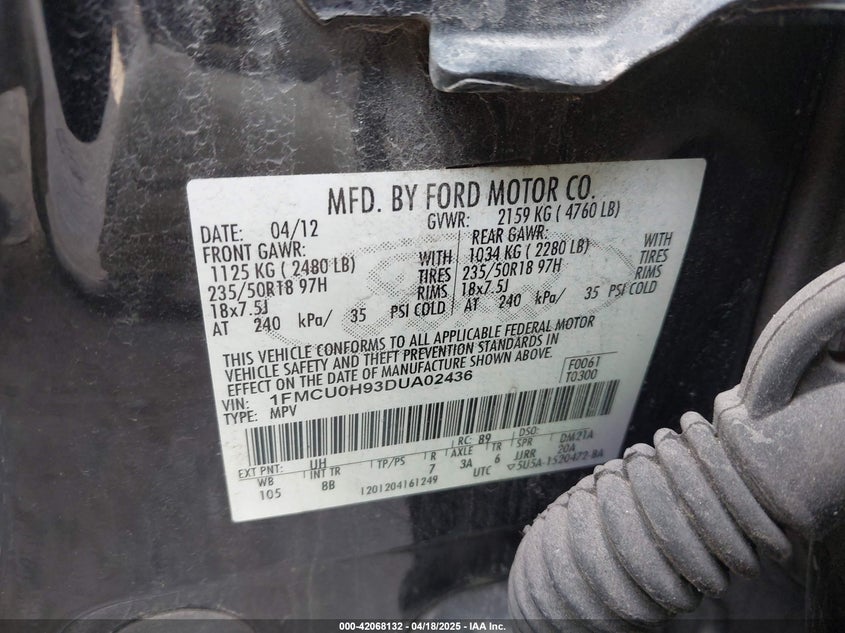 MFD. BY FORD MOTOR CO.
DATE: 04/12 GVWR: 2159 KG ( 4760 LB)
FRONT GAWR: REAR GAWR:
1125 KG ( 2480 LB) WITH 1034 KG ( 2280 LB) WITH
235/50R18 97H TIRES 235/50R18 97H TIRES
18x7.5J RIMS 18x7.5J RIMS
AT 240 kPa/ 35 PSI COLD AT 240 kPa/ 35 PSI COLD
THIS VEHICLE CONFORMS TO ALL APPLICABLE FEDERAL MOTOR
VEHICLE SAFETY AND THEFT PREVENTION STANDARDS IN
EFFECT ON THE DATE OF MANUFACTURE SHOWN ABOVE.
VIN: 1FMCU0H93DUA02436 F0061
TYPE: MPV T0300
EXT PNT: UH RC: 89 DSO:
WB INT TR TP/PS R AXLE TR SPR DM21A
105 BB 7 3A 6 JJRR 20A
1201204161249 UTC ▽5U5A-1520472-BA
000-42068132 - 04/18/2025 - IAA Inc.